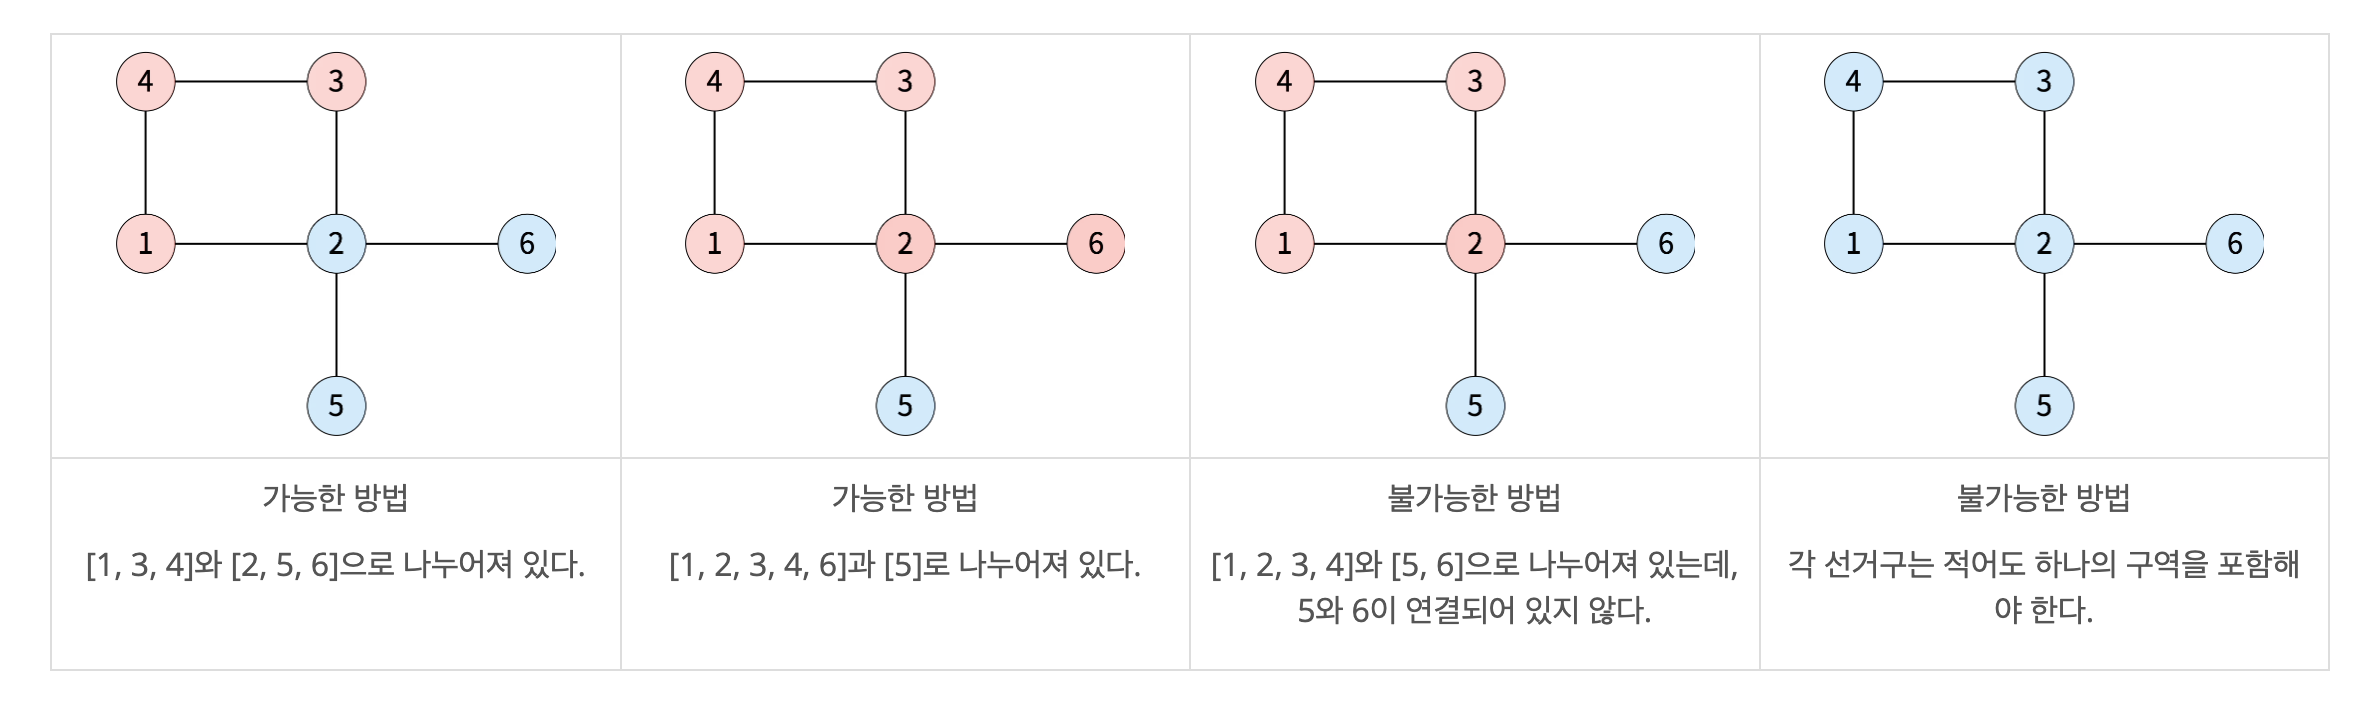 4 3
1 2 6
5
4 3
1 2 6
5
4 3
1 2 6
5
4 3
1 2 6
5
가능한 방법
[1, 3, 4]와 [2, 5, 6]으로 나누어져 있다.
가능한 방법
[1, 2, 3, 4, 6]과 [5]로 나누어져 있다.
불가능한 방법
[1, 2, 3, 4]와 [5, 6]으로 나누어져 있는데,
5와 6이 연결되어 있지 않다.
불가능한 방법
각 선거구는 적어도 하나의 구역을 포함해
야 한다.